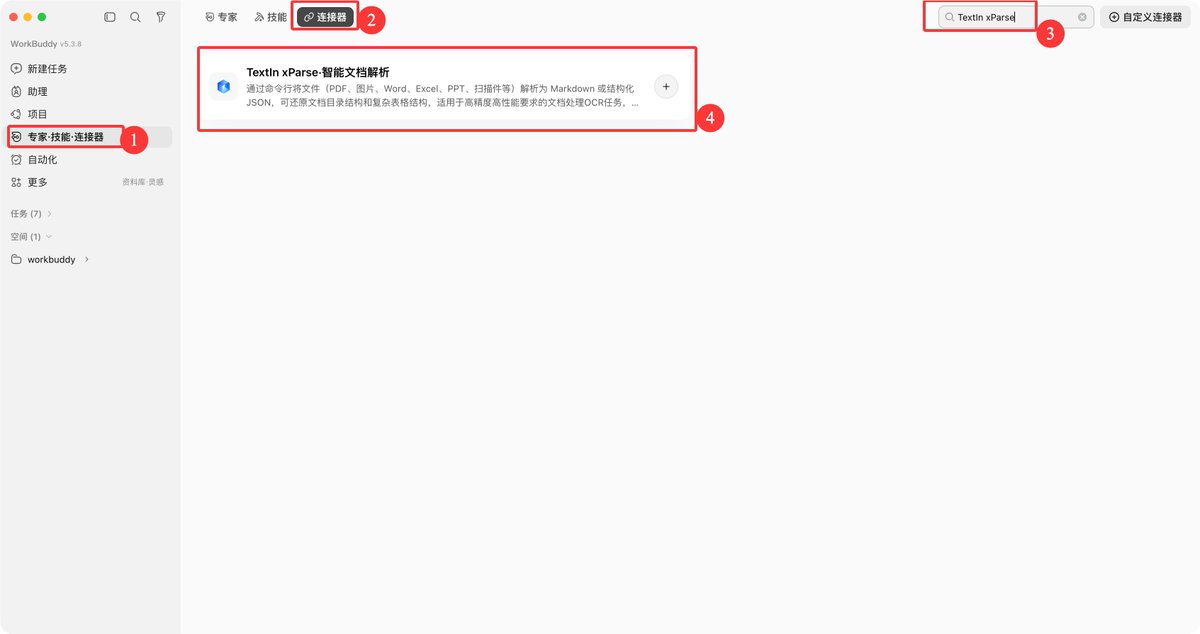 WorkBuddy v5.3.8
新建任务
助理
项目
专家·技能·连接器
1
自动化
更多
资料库·灵感
任务 (7)
空间 (1)
workbuddy
专家
技能
连接器
2
TextIn xParse
3
自定义连接器
TextIn xParse·智能文档解析
通过命令行将文件（PDF、图片、Word、Excel、PPT、扫描件等）解析为 Markdown 或结构化
JSON，可还原文档目录结构和复杂表格结构，适用于高精度高性能要求的文档处理OCR任务，...
4